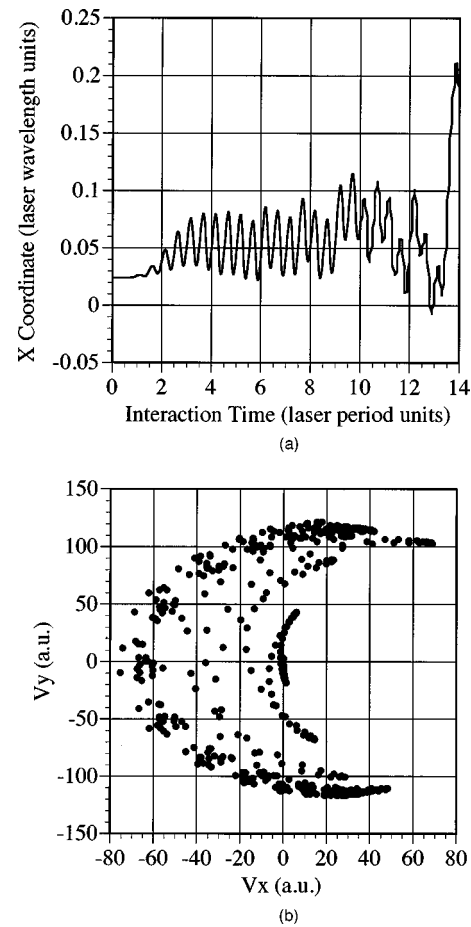 0.25
0.2
0.15
0.1
0.05
0
-0.05
X Coordinate (laser wavelength units)
0 2 4 6 8 10 12 14
Interaction Time (laser period units)
(a)
150
100
50
0
-50
-100
-150
Vy (a.u.)
-80 -60 -40 -20 0 20 40 60 80
Vx (a.u.)
(b)